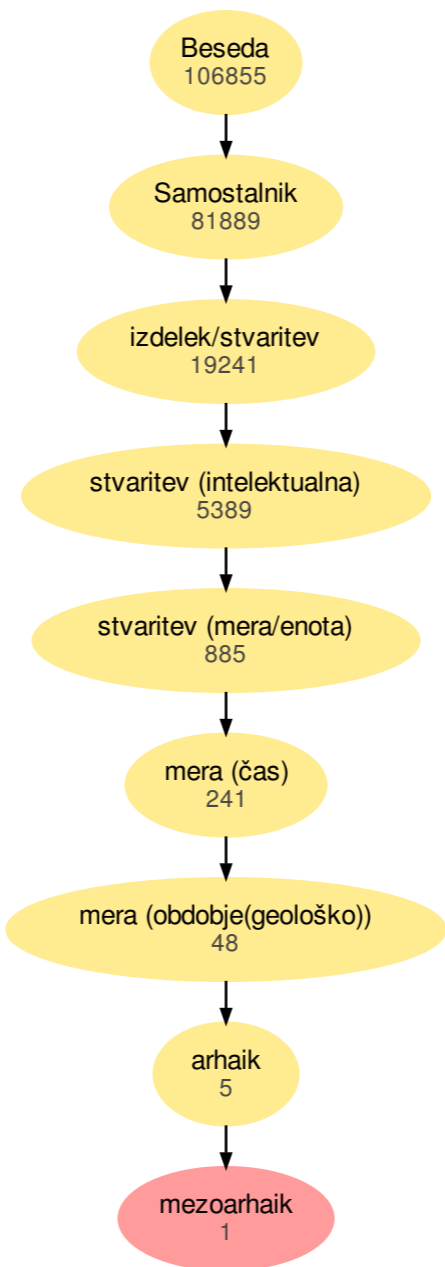 Beseda
106855
Samostalnik
81889
izdelek/stvaritev
19241
stvaritev (intelektualna)
5389
stvaritev (mera/enota)
885
mera (čas)
241
mera (obdobje(geološko))
48
arhaik
5
mezoarhaik
1